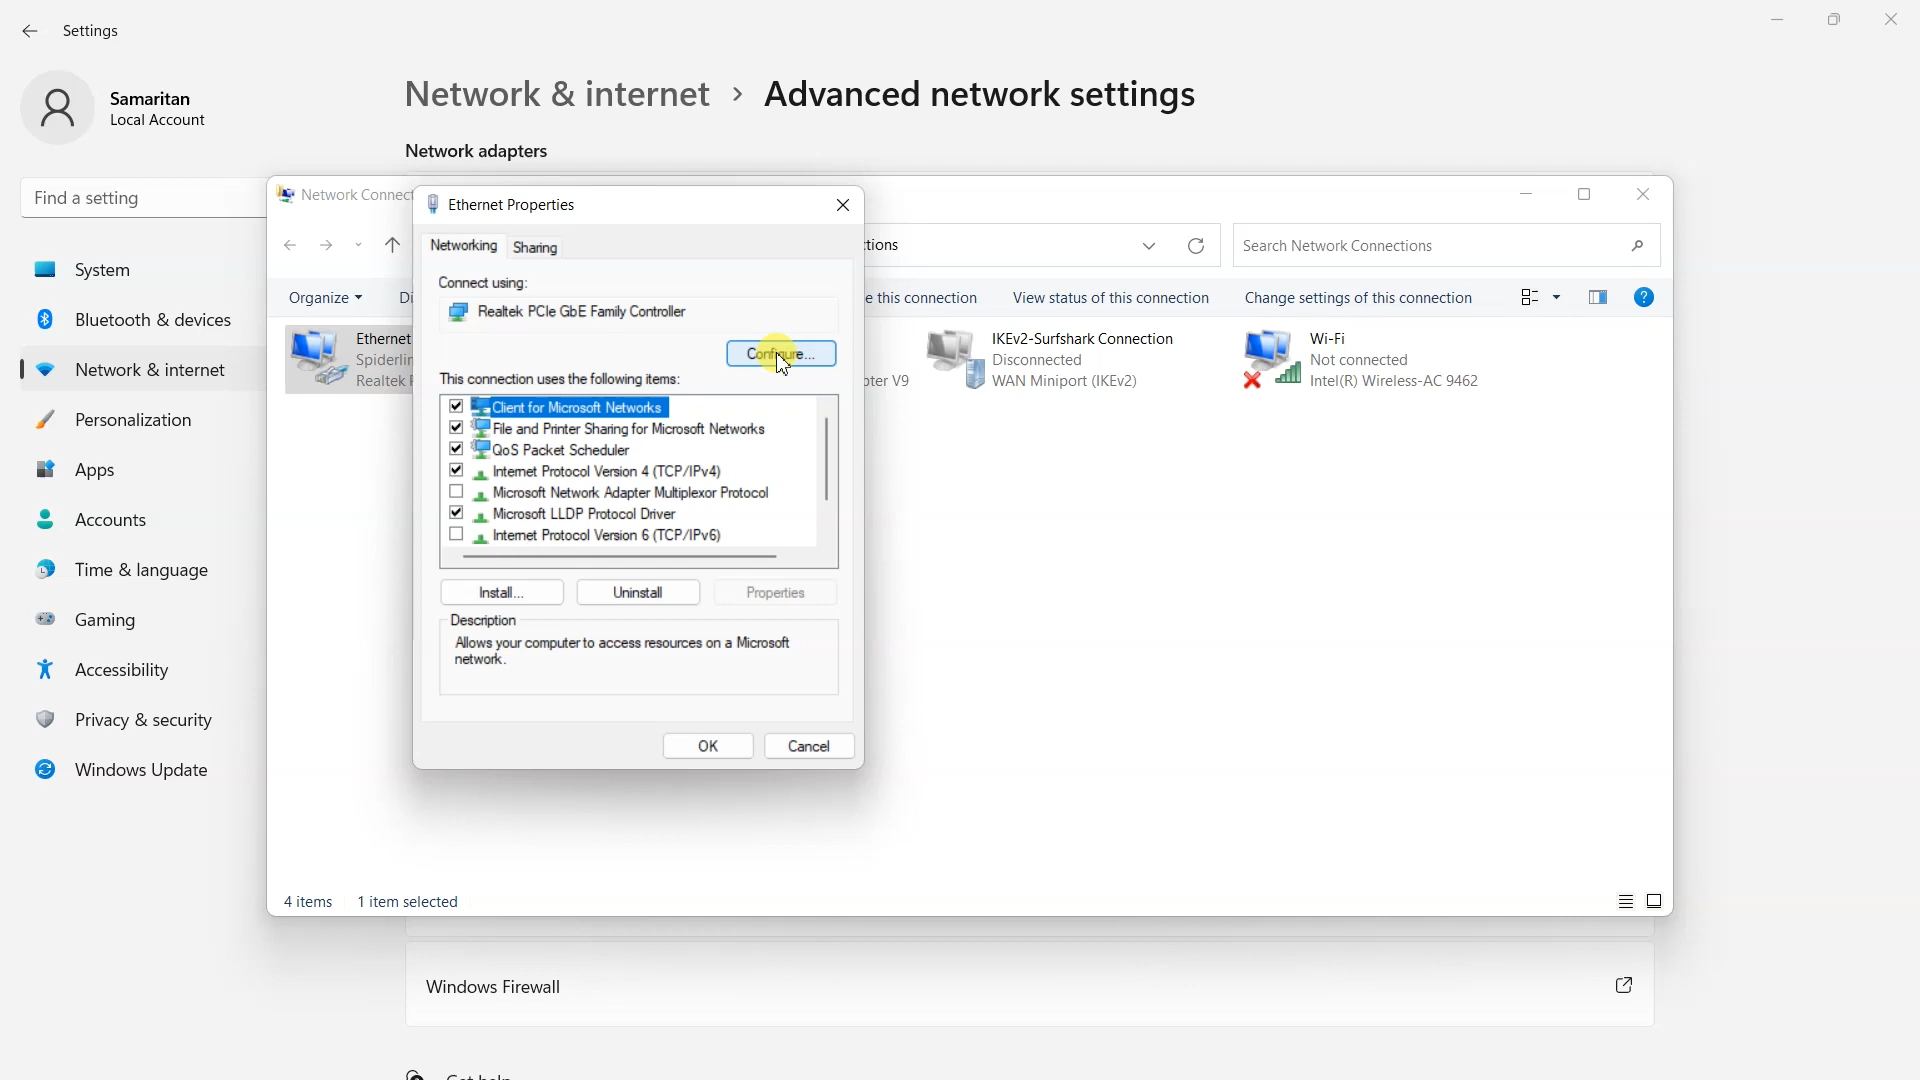 Settings
Samaritan
Local Account
Find a setting
System
Bluetooth & devices
Network & internet
Personalization
Apps
Accounts
Time & language
Gaming
Accessibility
Privacy & security
Windows Update
Network & internet > Advanced network settings
Network adapters
Network Connect
tions
Search Network Connections
Organize
Di
e this connection
View status of this connection
Change settings of this connection
Ethernet
Spiderlin
Realtek P
pter V9
IKEv2-Surfshark Connection
Disconnected
WAN Miniport (IKEv2)
Wi-Fi
Not connected
Intel(R) Wireless-AC 9462
Ethernet Properties
Networking
Sharing
Connect using:
Realtek PCIe GbE Family Controller
Configure...
This connection uses the following items:
Client for Microsoft Networks
File and Printer Sharing for Microsoft Networks
QoS Packet Scheduler
Internet Protocol Version 4 (TCP/IPv4)
Microsoft Network Adapter Multiplexor Protocol
Microsoft LLDP Protocol Driver
Internet Protocol Version 6 (TCP/IPv6)
Install...
Uninstall
Properties
Description
Allows your computer to access resources on a Microsoft
network.
OK
Cancel
4 items
1 item selected
Windows Firewall
Get help